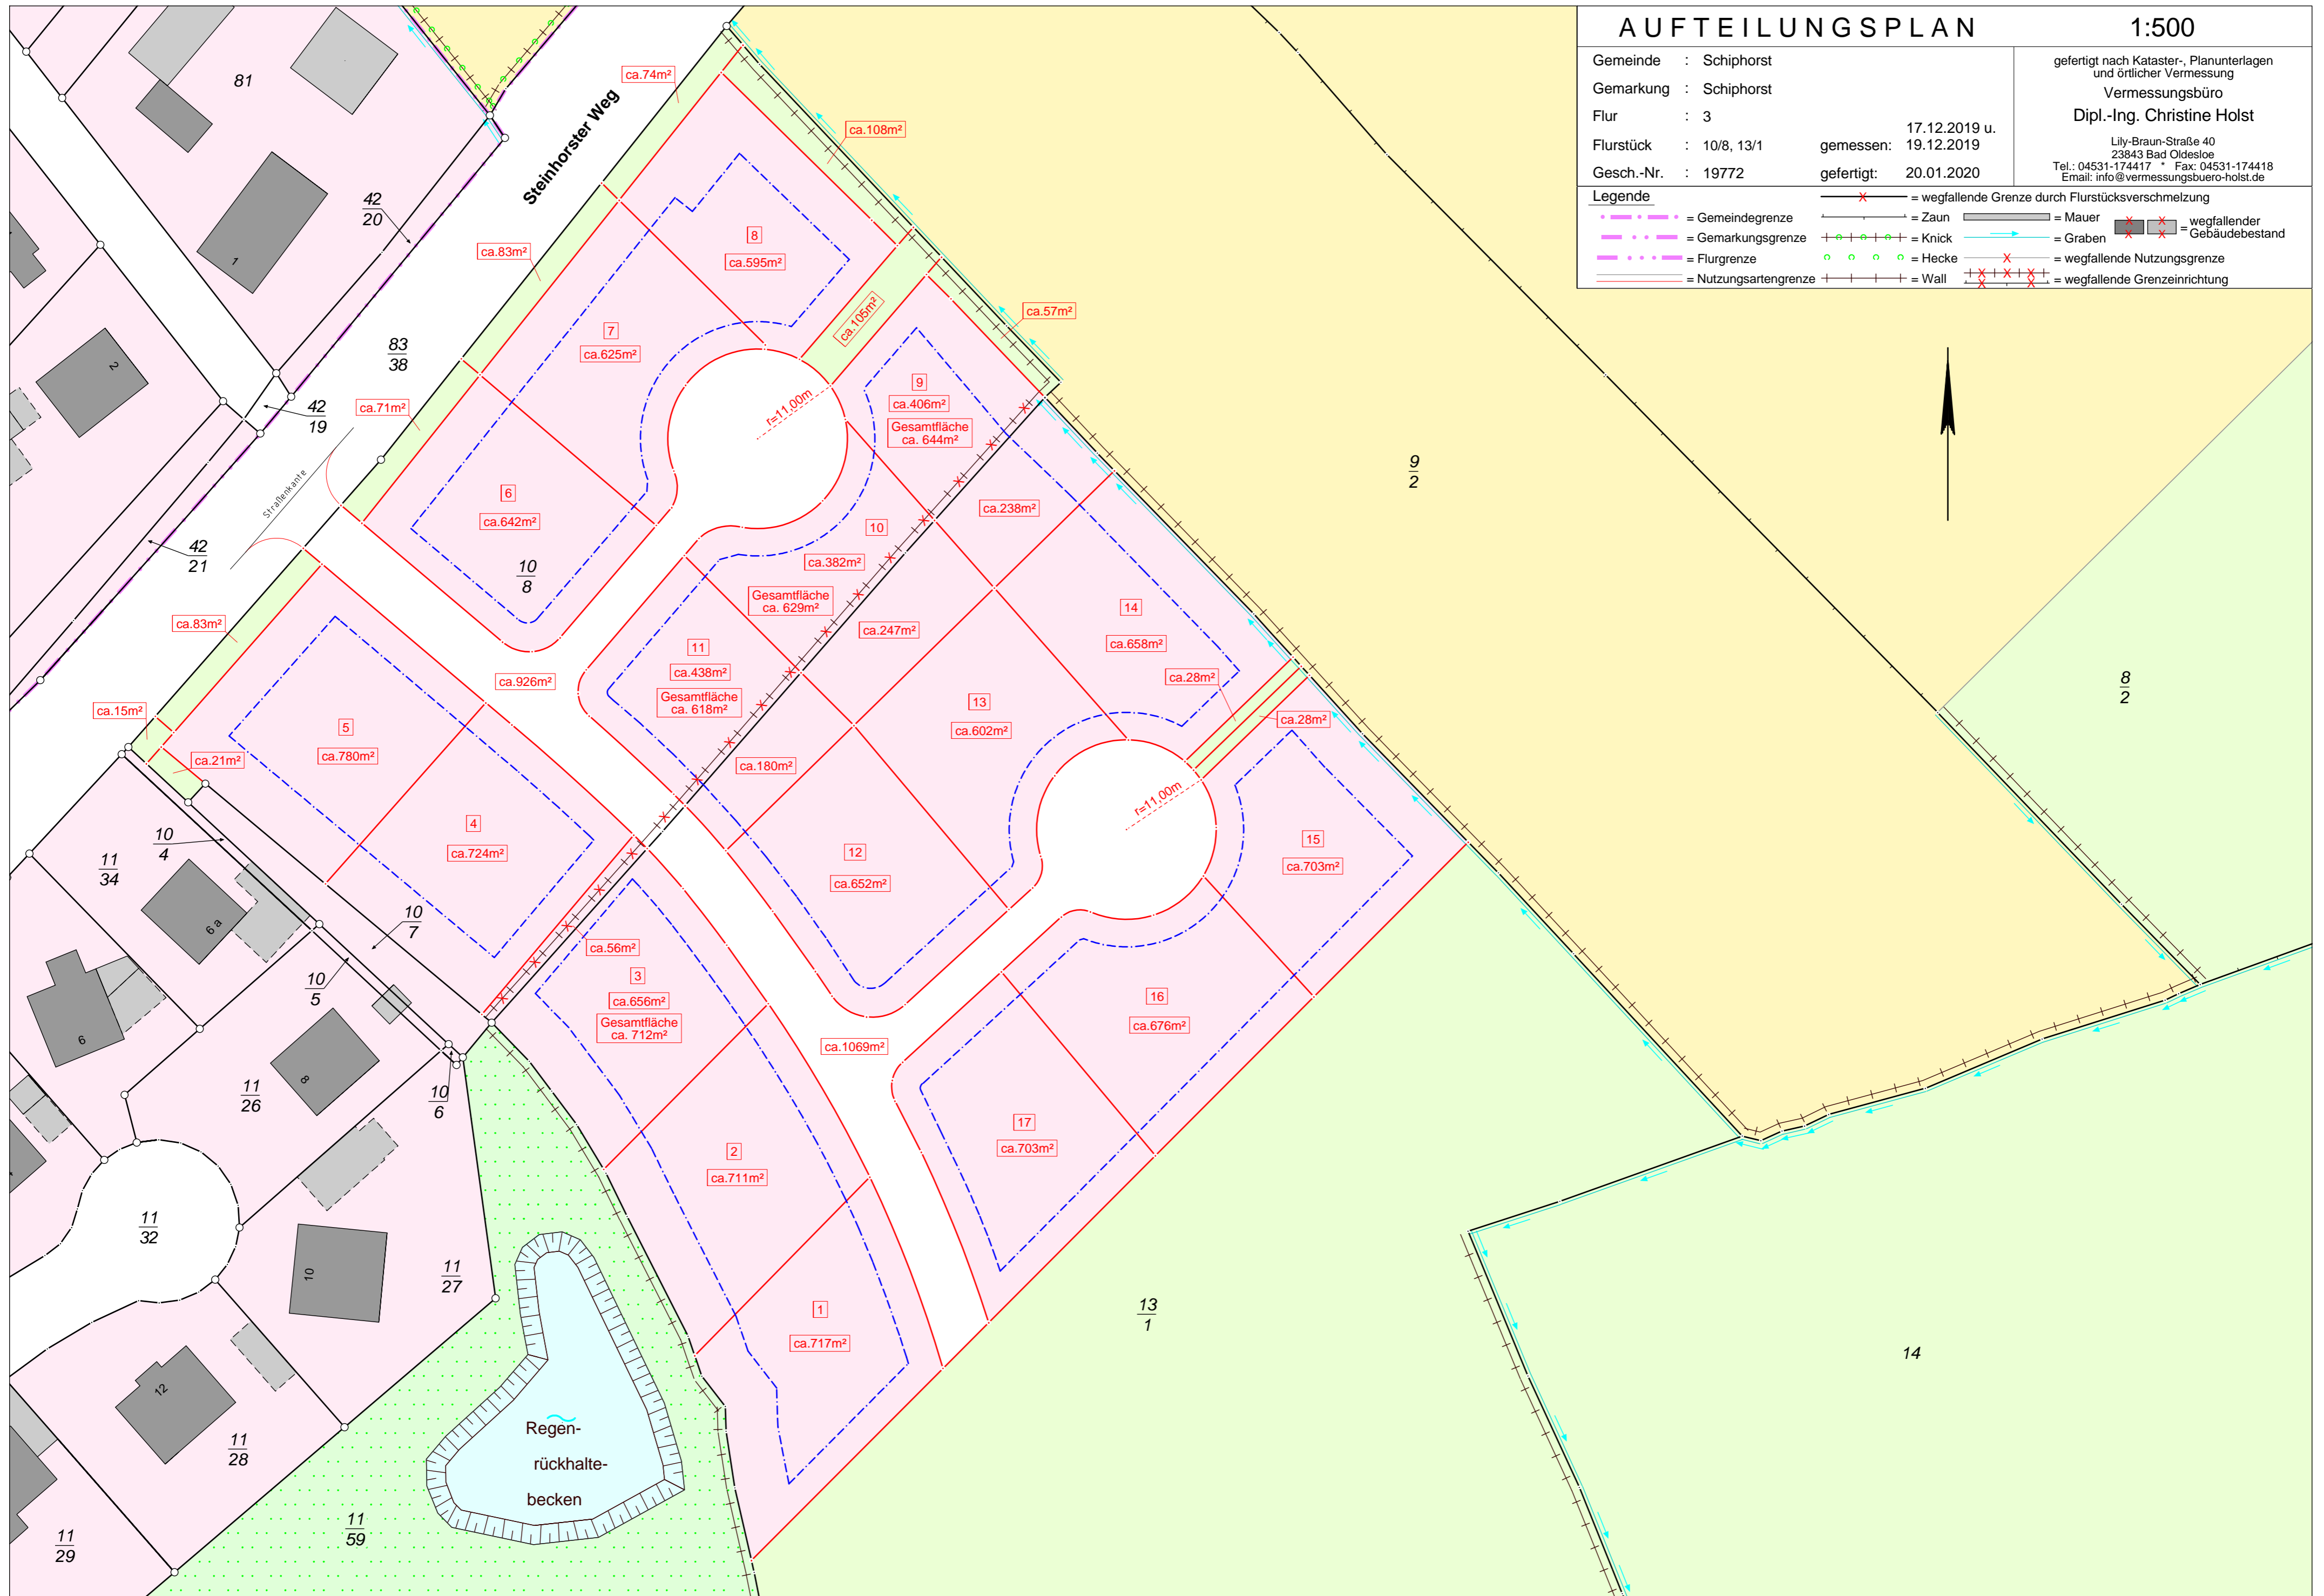 AUFTEILUNGSPLAN 1:500
Gemeinde : Schiphorst
Gemarkung : Schiphorst
Flur : 3
Flurstück : 10/8, 13/1
gemessen: 17.12.2019 u.
19.12.2019
Gesch.-Nr. : 19772
gefertigt: 20.01.2020
gefertigt nach Kataster-, Planunterlagen
und örtlicher Vermessung
Vermessungsbüro
Dipl.-Ing. Christine Holst
Lily-Braun-Straße 40
23843 Bad Oldesloe
Tel.: 04531-174417 * Fax: 04531-174418
Email: info@vermessungsbuero-holst.de
Legende
= Gemeindegrenze
= Gemarkungsgrenze
= Flurgrenze
= Nutzungsartengrenze
= wegfallende Grenze durch Flurstücksverschmelzung
= Zaun
= Knick
= Hecke
= Wall
= Mauer
= Graben
= wegfallender
Gebäudebestand
= wegfallende Nutzungsgrenze
= wegfallende Grenzeinrichtung
81
1
2
42
20
Steinhorster Weg
ca.74m²
ca.108m²
ca.83m²
8
ca.595m²
7
ca.625m²
ca.105m²
ca.57m²
83
38
42
19
ca.71m²
r=11,00m
9
ca.406m²
Gesamtfläche
ca. 644m²
Straßenkante
6
ca.642m²
10
8
42
21
ca.238m²
10
ca.382m²
Gesamtfläche
ca. 629m²
ca.247m²
9
2
14
ca.658m²
ca.83m²
11
ca.438m²
Gesamtfläche
ca. 618m²
ca.926m²
ca.28m²
ca.28m²
8
2
ca.15m²
ca.21m²
5
ca.780m²
13
ca.602m²
ca.180m²
r=11,00m
4
ca.724m²
12
ca.652m²
15
ca.703m²
10
4
11
34
6 a
10
7
ca.56m²
3
ca.656m²
Gesamtfläche
ca. 712m²
10
5
6
8
11
26
10
6
16
ca.676m²
ca.1069m²
17
ca.703m²
2
ca.711m²
11
32
10
11
27
1
ca.717m²
13
1
14
12
11
28
Regen-
rückhalte-
becken
11
59
11
29